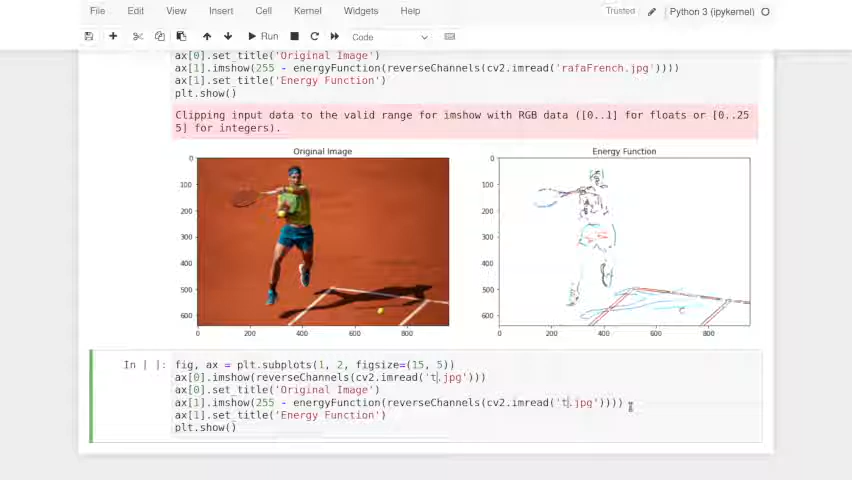 File Edit View Insert Cell Kernel Widgets Help Trusted Python 3 (ipykernel)
Run Code
ax[0].set_title('Original Image')
ax[1].imshow(255 - energyFunction(reverseChannels(cv2.imread('rafaFrench.jpg'))))
ax[1].set_title('Energy Function')
plt.show()
Clipping input data to the valid range for imshow with RGB data ([0..1] for floats or [0..25
5] for integers).
Original Image Energy Function
0 0
100 100
200 200
300 300
400 400
500 500
600 600
0 200 400 600 800 0 200 400 600 800
In [ ]: fig, ax = plt.subplots(1, 2, figsize=(15, 5))
ax[0].imshow(reverseChannels(cv2.imread('t.jpg')))
ax[0].set_title('Original Image')
ax[1].imshow(255 - energyFunction(reverseChannels(cv2.imread('t.jpg'))))
ax[1].set_title('Energy Function')
plt.show()